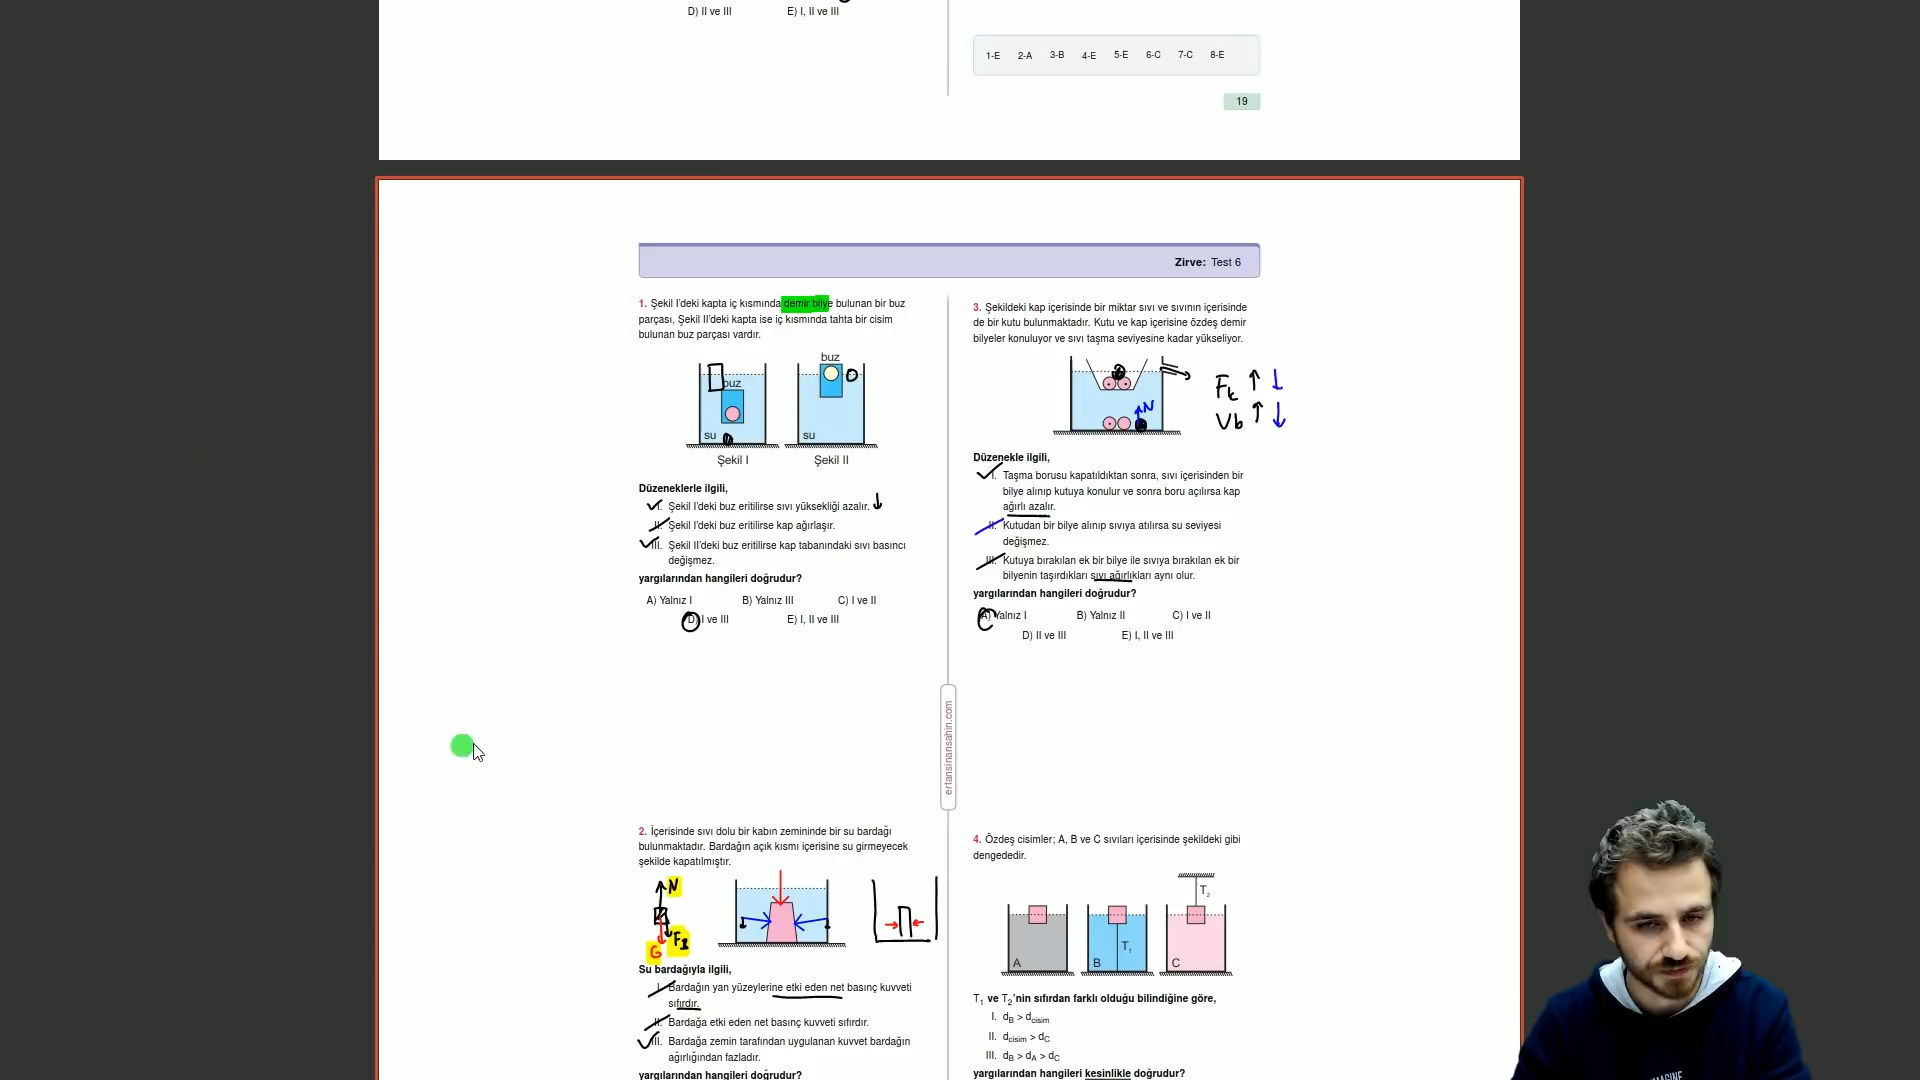 D) II ve III E) I, II ve III
1-E 2-A 3-B 4-E 5-E 6-C 7-C 8-E
19
Zirve: Test 6
1. Şekil I’deki kapta iç kısmında demir bilye bulunan bir buz
parçası, Şekil II’deki kapta ise iç kısmında tahta bir cisim
bulunan buz parçası vardır.
buz
buz
su
su
Şekil I
Şekil II
Düzeneklerle ilgili,
I. Şekil I’deki buz eritilirse sıvı yüksekliği azalır.
II. Şekil I’deki buz eritilirse kap ağırlaşır.
III. Şekil II’deki buz eritilirse kap tabanındaki sıvı basıncı
değişmez.
yargılarından hangileri doğrudur?
A) Yalnız I B) Yalnız III C) I ve II
D) I ve III E) I, II ve III
2. İçerisinde sıvı dolu bir kabın zemininde bir su bardağı
bulunmaktadır. Bardağın açık kısmı içerisine su girmeyecek
şekilde kapatılmıştır.
N
F1
G
Su bardağıyla ilgili,
I. Bardağın yan yüzeylerine etki eden net basınç kuvveti
sıfırdır.
II. Bardağa etki eden net basınç kuvveti sıfırdır.
III. Bardağa zemin tarafından uygulanan kuvvet bardağın
ağırlığından fazladır.
yargılarından hangileri doğrudur?
ertansinansahin.com
3. Şekildeki kap içerisinde bir miktar sıvı ve sıvının içerisinde
de bir kutu bulunmaktadır. Kutu ve kap içerisine özdeş demir
bilyeler konuluyor ve sıvı taşma seviyesine kadar yükseliyor.
N
Fk ↑ ↓
Vb ↑ ↓
Düzenekle ilgili,
I. Taşma borusu kapatıldıktan sonra, sıvı içerisinden bir
bilye alınıp kutuya konulur ve sonra boru açılırsa kap
ağırlı azalır.
II. Kutudan bir bilye alınıp sıvıya atılırsa su seviyesi
değişmez.
III. Kutuya bırakılan ek bir bilye ile sıvıya bırakılan ek bir
bilyenin taşırdıkları sıvı ağırlıkları aynı olur.
yargılarından hangileri doğrudur?
A) Yalnız I B) Yalnız II C) I ve II
D) II ve III E) I, II ve III
4. Özdeş cisimler; A, B ve C sıvıları içerisinde şekildeki gibi
dengededir.
T2
T1
A
B
C
T1 ve T2’nin sıfırdan farklı olduğu bilindiğine göre,
I. dB > dcisim
II. dcisim > dC
III. dB > dA > dC
yargılarından hangileri kesinlikle doğrudur?